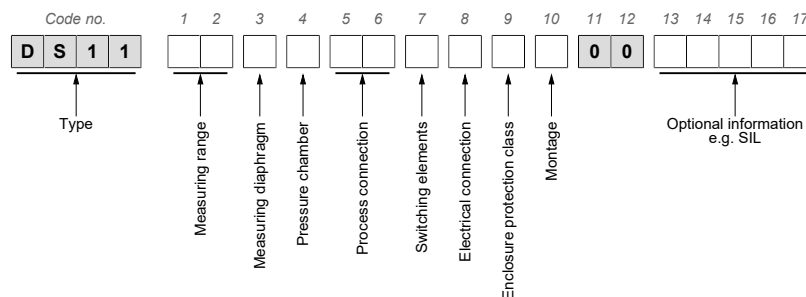 Code no. 1 2 3 4 5 6 7 8 9 10 11 12 13 14 15 16 17
D S 1 1 0 0
Type
Measuring range
Measuring diaphragm
Pressure chamber
Process connection
Switching elements
Electrical connection
Enclosure protection class
Montage
Optional information
e.g. SIL